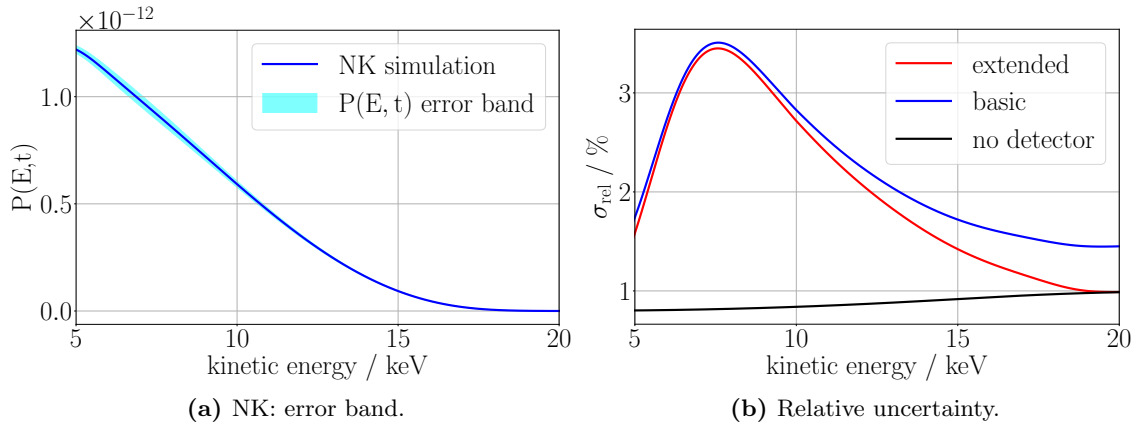 ×10⁻¹²
P(E,t)
1.0
0.5
0.0
NK simulation
P(E, t) error band
5 10 15 20
kinetic energy / keV
(a) NK: error band.
σrel / %
3
2
1
extended
basic
no detector
5 10 15 20
kinetic energy / keV
(b) Relative uncertainty.